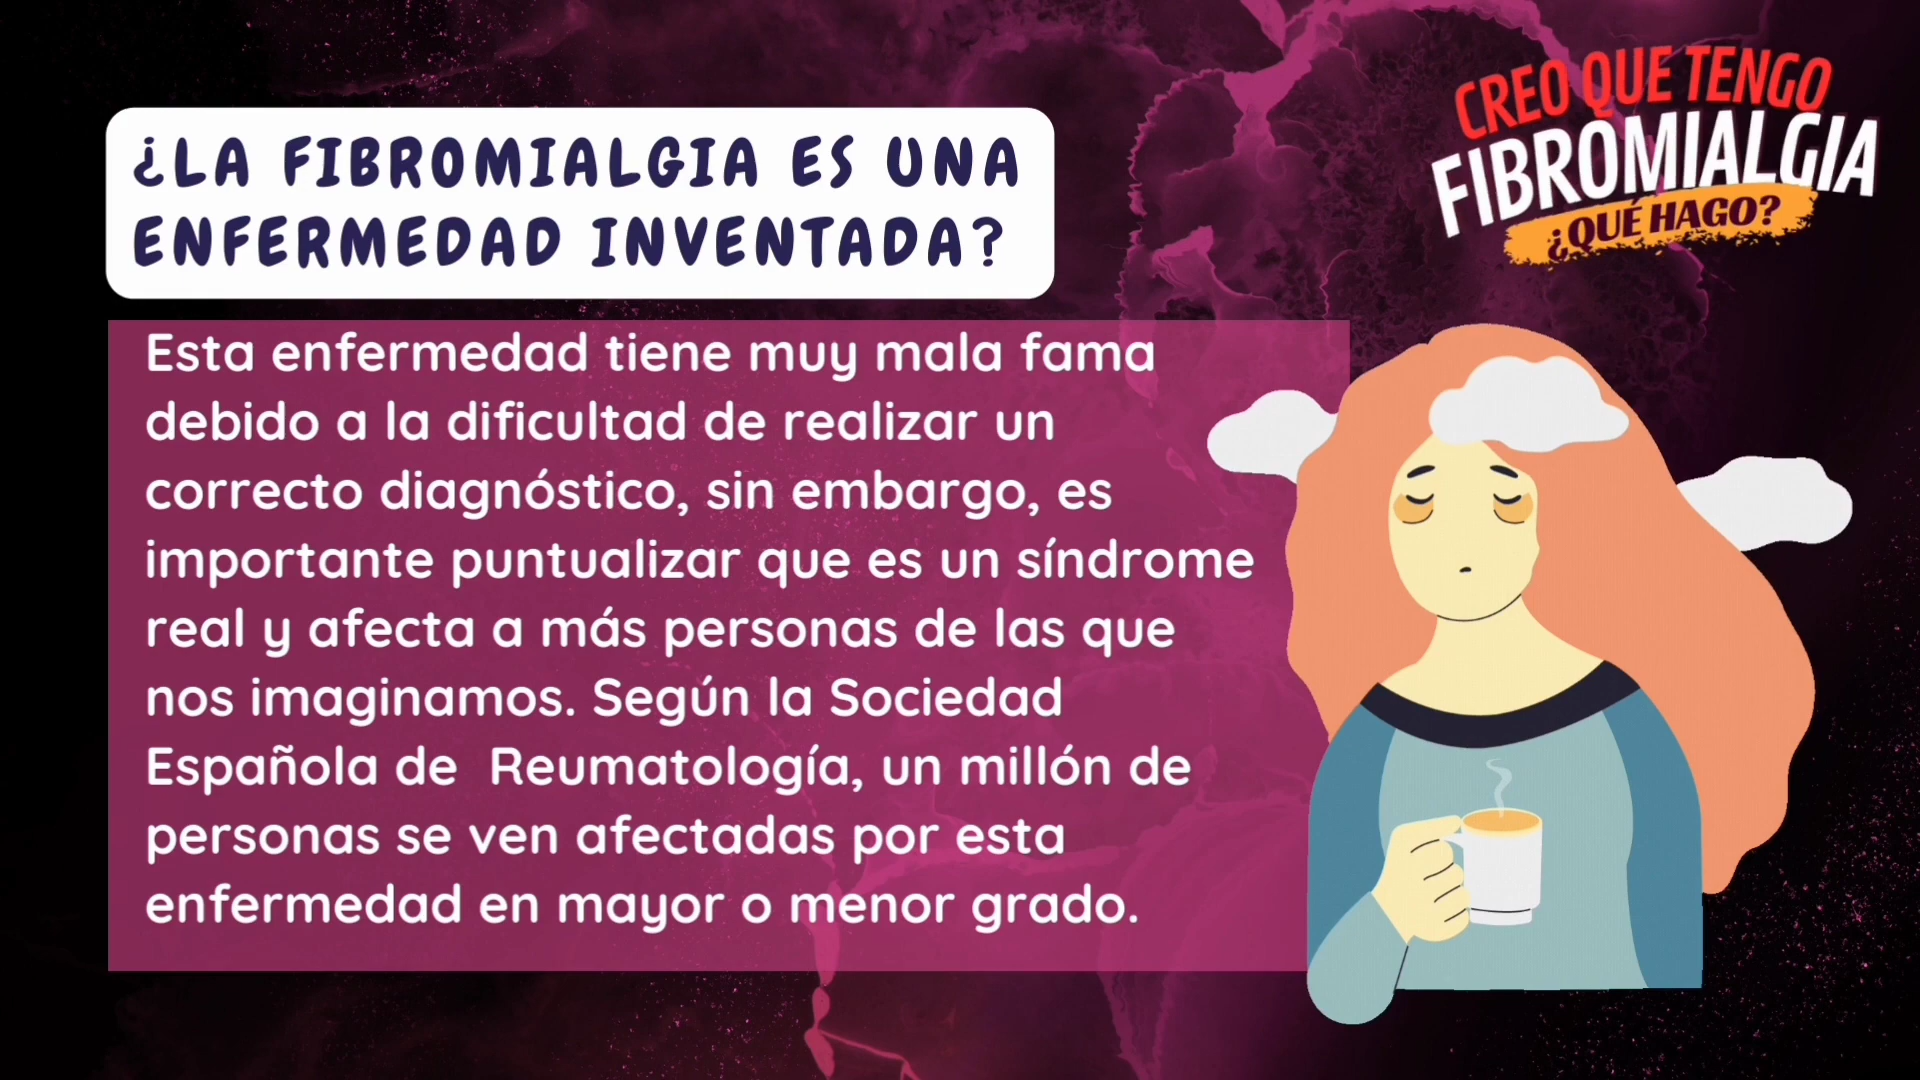 ¿LA FIBROMIALGIA ES UNA
ENFERMEDAD INVENTADA?
CREO QUE TENGO
FIBROMIALGIA
¿QUÉ HAGO?
Esta enfermedad tiene muy mala fama
debido a la dificultad de realizar un
correcto diagnóstico, sin embargo, es
importante puntualizar que es un síndrome
real y afecta a más personas de las que
nos imaginamos. Según la Sociedad
Española de  Reumatología, un millón de
personas se ven afectadas por esta
enfermedad en mayor o menor grado.